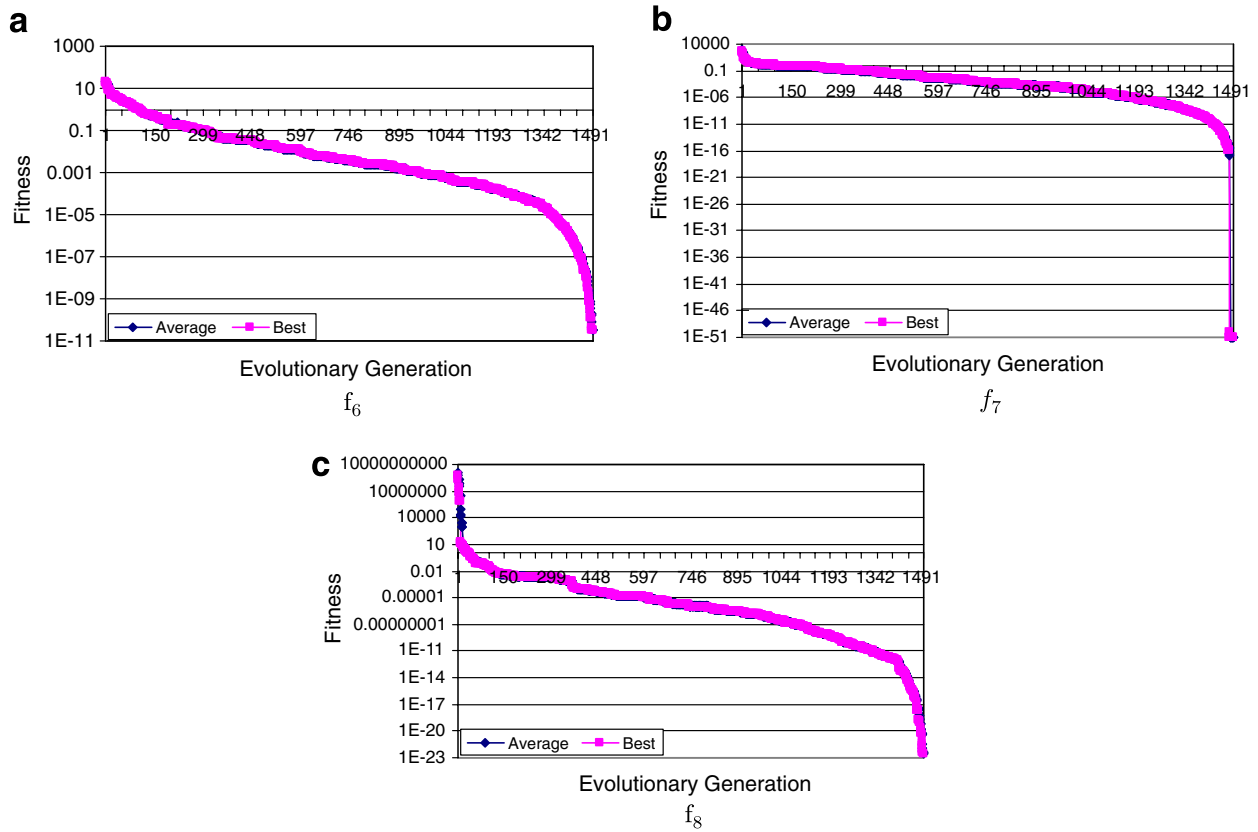 a
1000
10
0.1
0.001
1E-05
1E-07
1E-09
1E-11
1 150 299 448 597 746 895 1044 1193 1342 1491
Fitness
Average Best
Evolutionary Generation
f6
b
10000
0.1
1E-06
1E-11
1E-16
1E-21
1E-26
1E-31
1E-36
1E-41
1E-46
1E-51
1 150 299 448 597 746 895 1044 1193 1342 1491
Fitness
Average Best
Evolutionary Generation
f7
c
10000000000
10000000
10000
10
0.01
0.00001
0.00000001
1E-11
1E-14
1E-17
1E-20
1E-23
1 150 299 448 597 746 895 1044 1193 1342 1491
Fitness
Average Best
Evolutionary Generation
f8